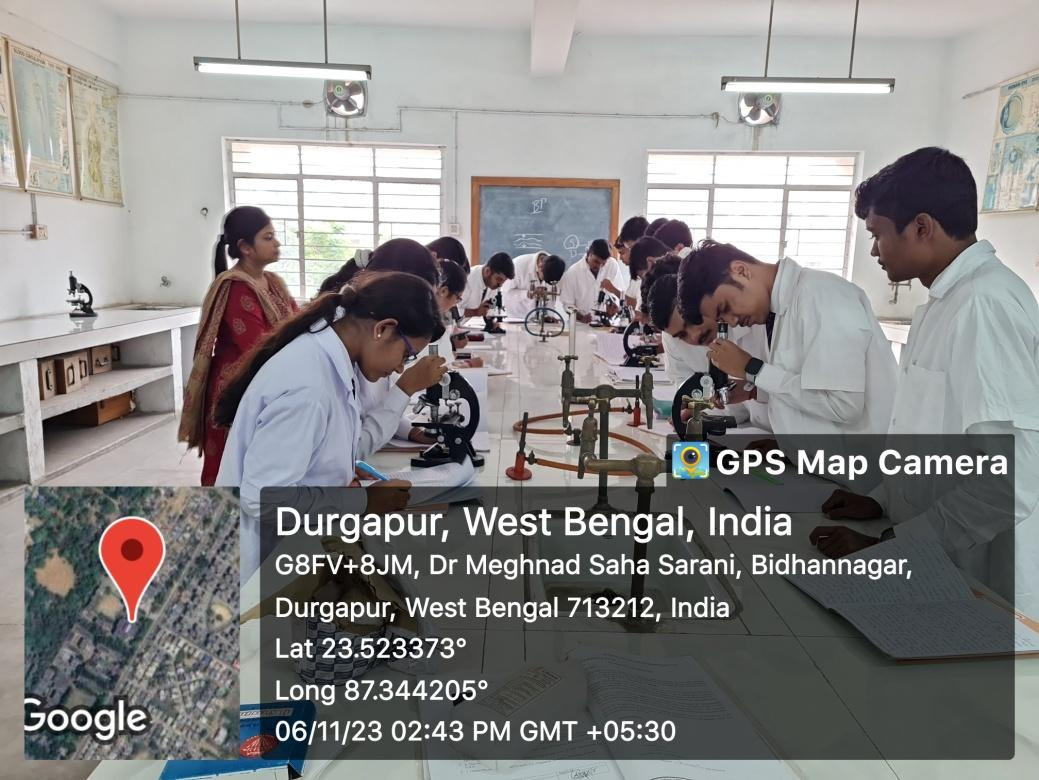 BP
GPS Map Camera
Durgapur, West Bengal, India
G8FV+8JM, Dr Meghnad Saha Sarani, Bidhannagar,
Durgapur, West Bengal 713212, India
Lat 23.523373°
Long 87.344205°
06/11/23 02:43 PM GMT +05:30
Google